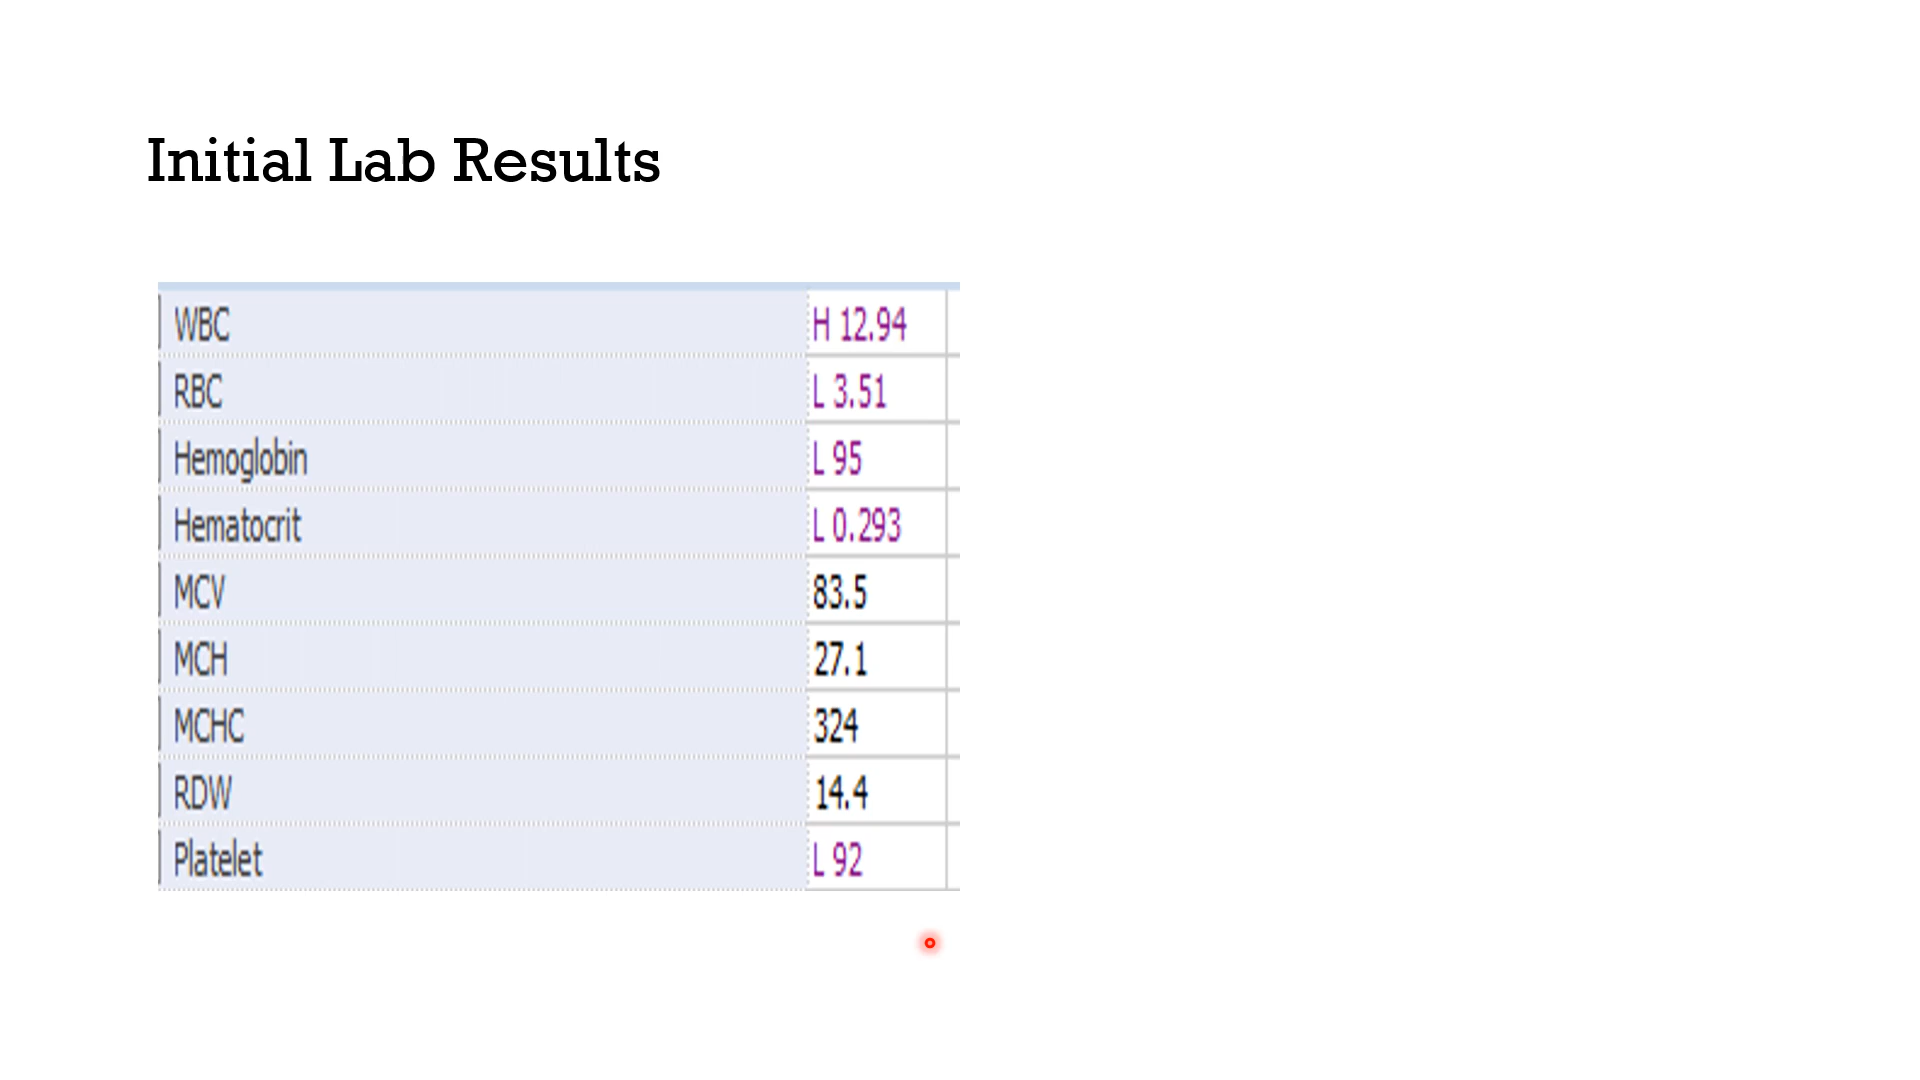 Initial Lab Results
WBC H 12.94
RBC L 3.51
Hemoglobin L 95
Hematocrit L 0.293
MCV 83.5
MCH 27.1
MCHC 324
RDW 14.4
Platelet L 92